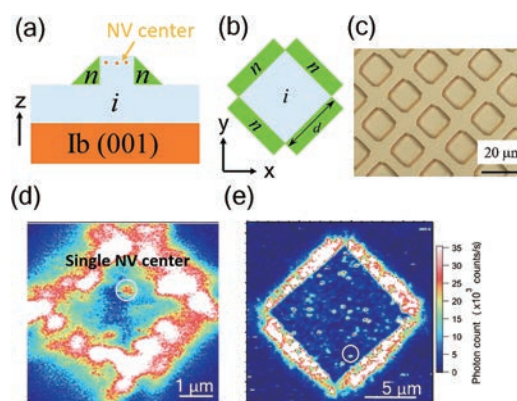 (a)
NV center
n
n
i
Ib (001)
z
(b)
n
n
i
n
d
y
x
(c)
20 μm
(d)
Single NV center
1 μm
(e)
5 μm
35
30
25
20
15
10
5
0
Photon count (x10³ counts/s)